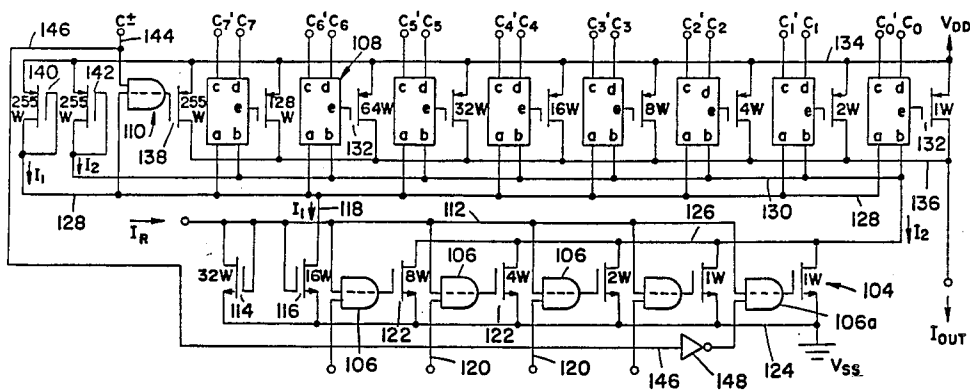 146
C±
144
C7' C7
C6' C6
C5' C5
C4' C4
C3' C3
C2' C2
C1' C1
C0' C0
VDD
108
134
140
142
c d
c d
c d
c d
c d
c d
c d
c d
255 W
255 W
110
255 W
e
128 W
e
64W
e
32W
e
16W
e
8W
e
4W
e
2W
e
1W
138
132
132
a b
a b
a b
a b
a b
a b
a b
a b
I1
I2
136
128
I1
118
112
126
130
128
IR
I2
32W
16W
8W
106
4W
106
2W
1W
1W
104
114
116
122
122
106a
106
120
120
146
148
124
VSS
IOUT